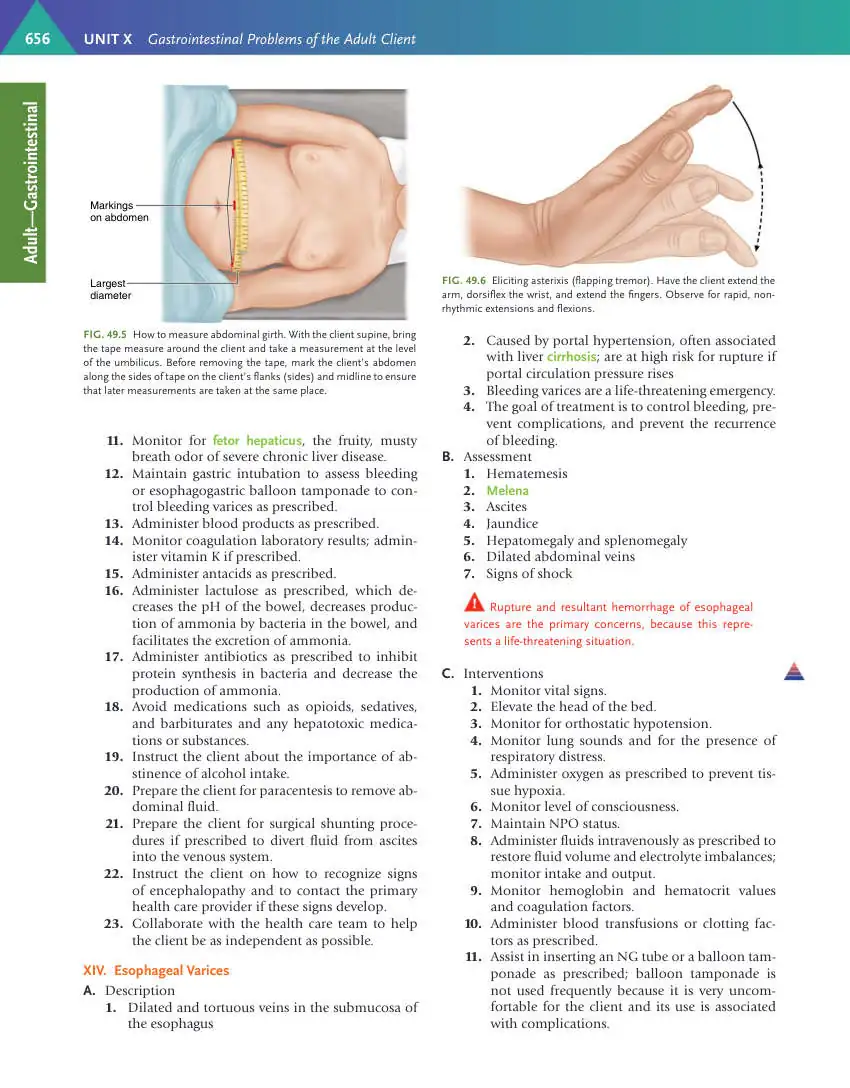 656
UNIT X Gastrointestinal Problems of the Adult Client
Adult—Gastrointestinal
Markings
on abdomen
Largest
diameter
FIG. 49.5 How to measure abdominal girth. With the client supine, bring
the tape measure around the client and take a measurement at the level
of the umbilicus. Before removing the tape, mark the client's abdomen
along the sides of tape on the client's flanks (sides) and midline to ensure
that later measurements are taken at the same place.
11. Monitor for fetor hepaticus, the fruity, musty
breath odor of severe chronic liver disease.
12. Maintain gastric intubation to assess bleeding
or esophagogastric balloon tamponade to con-
trol bleeding varices as prescribed.
13. Administer blood products as prescribed.
14. Monitor coagulation laboratory results; admin-
ister vitamin K if prescribed.
15. Administer antacids as prescribed.
16. Administer lactulose as prescribed, which de-
creases the pH of the bowel, decreases produc-
tion of ammonia by bacteria in the bowel, and
facilitates the excretion of ammonia.
17. Administer antibiotics as prescribed to inhibit
protein synthesis in bacteria and decrease the
production of ammonia.
18. Avoid medications such as opioids, sedatives,
and barbiturates and any hepatotoxic medica-
tions or substances.
19. Instruct the client about the importance of ab-
stinence of alcohol intake.
20. Prepare the client for paracentesis to remove ab-
dominal fluid.
21. Prepare the client for surgical shunting proce-
dures if prescribed to divert fluid from ascites
into the venous system.
22. Instruct the client on how to recognize signs
of encephalopathy and to contact the primary
health care provider if these signs develop.
23. Collaborate with the health care team to help
the client be as independent as possible.
XIV. Esophageal Varices
A. Description
1. Dilated and tortuous veins in the submucosa of
the esophagus
FIG. 49.6 Eliciting asterixis (flapping tremor). Have the client extend the
arm, dorsiflex the wrist, and extend the fingers. Observe for rapid, non-
rhythmic extensions and flexions.
2. Caused by portal hypertension, often associated
with liver cirrhosis; are at high risk for rupture if
portal circulation pressure rises
3. Bleeding varices are a life-threatening emergency.
4. The goal of treatment is to control bleeding, pre-
vent complications, and prevent the recurrence
of bleeding.
B. Assessment
1. Hematemesis
2. Melena
3. Ascites
4. Jaundice
5. Hepatomegaly and splenomegaly
6. Dilated abdominal veins
7. Signs of shock
! Rupture and resultant hemorrhage of esophageal
varices are the primary concerns, because this repre-
sents a life-threatening situation.
C. Interventions
1. Monitor vital signs.
2. Elevate the head of the bed.
3. Monitor for orthostatic hypotension.
4. Monitor lung sounds and for the presence of
respiratory distress.
5. Administer oxygen as prescribed to prevent tis-
sue hypoxia.
6. Monitor level of consciousness.
7. Maintain NPO status.
8. Administer fluids intravenously as prescribed to
restore fluid volume and electrolyte imbalances;
monitor intake and output.
9. Monitor hemoglobin and hematocrit values
and coagulation factors.
10. Administer blood transfusions or clotting fac-
tors as prescribed.
11. Assist in inserting an NG tube or a balloon tam-
ponade as prescribed; balloon tamponade is
not used frequently because it is very uncom-
fortable for the client and its use is associated
with complications.